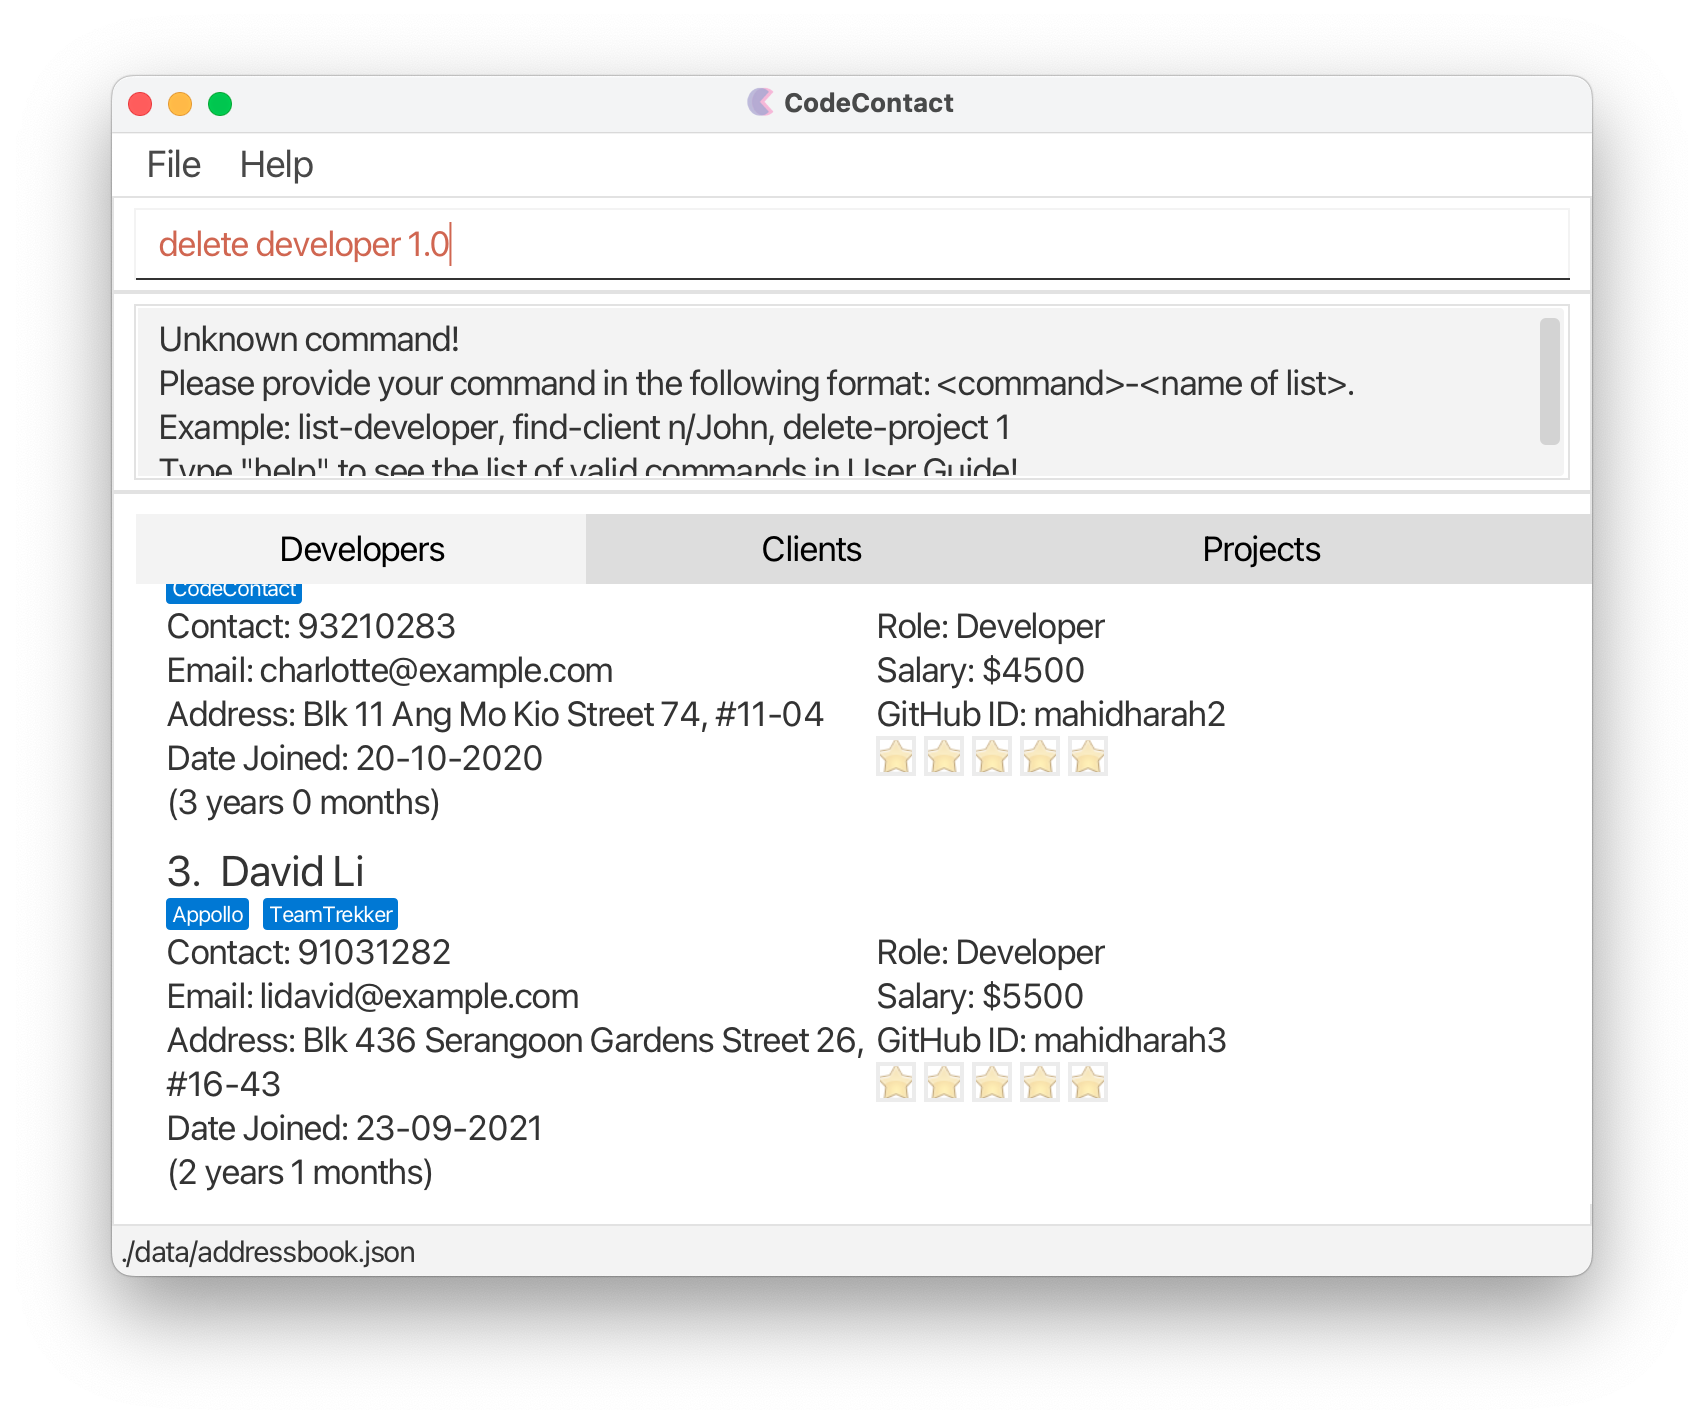 CodeContact
File Help
delete developer 1.0
Unknown command!
Please provide your command in the following format: <command>-<name of list>.
Example: list-developer, find-client n/John, delete-project 1
Type "help" to see the list of valid commands in User Guide!
Developers Clients Projects
CodeContact
Contact: 93210283 Role: Developer
Email: charlotte@example.com Salary: $4500
Address: Blk 11 Ang Mo Kio Street 74, #11-04 GitHub ID: mahidharah2
Date Joined: 20-10-2020
(3 years 0 months)
3. David Li
Appollo TeamTrekker
Contact: 91031282 Role: Developer
Email: lidavid@example.com Salary: $5500
Address: Blk 436 Serangoon Gardens Street 26, GitHub ID: mahidharah3
#16-43
Date Joined: 23-09-2021
(2 years 1 months)
./data/addressbook.json